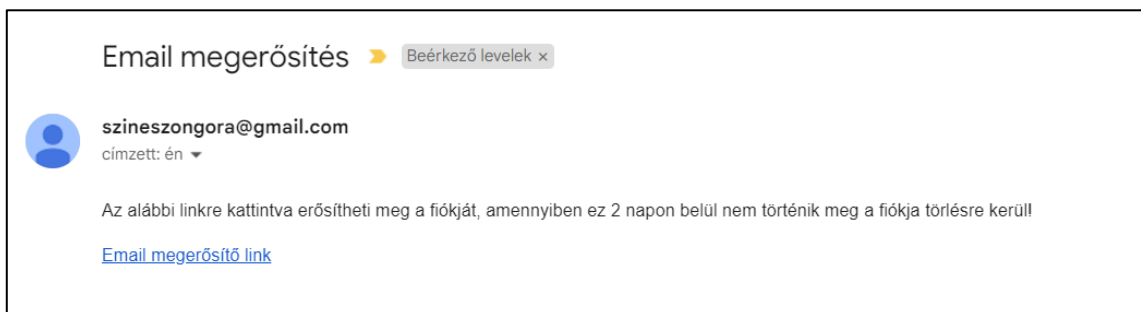 Email megerősítés
Beérkező levelek ×
szineszongora@gmail.com
címzett: én
Az alábbi linkre kattintva erősítheti meg a fiókját, amennyiben ez 2 napon belül nem történik meg a fiókja törlésre kerül!
Email megerősítő link